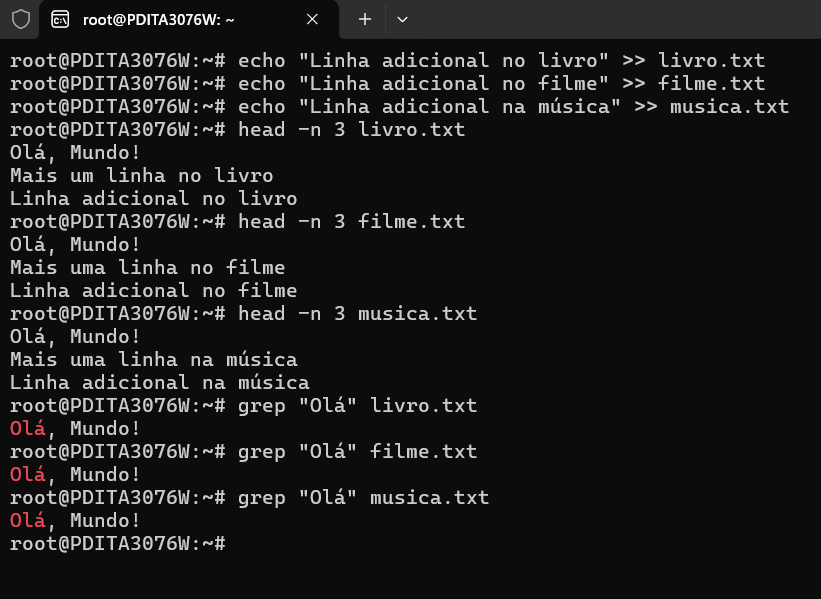 root@PDITA3076W: ~
root@PDITA3076W:~# echo "Linha adicional no livro" >> livro.txt
root@PDITA3076W:~# echo "Linha adicional no filme" >> filme.txt
root@PDITA3076W:~# echo "Linha adicional na música" >> musica.txt
root@PDITA3076W:~# head -n 3 livro.txt
Olá, Mundo!
Mais um linha no livro
Linha adicional no livro
root@PDITA3076W:~# head -n 3 filme.txt
Olá, Mundo!
Mais uma linha no filme
Linha adicional no filme
root@PDITA3076W:~# head -n 3 musica.txt
Olá, Mundo!
Mais uma linha na música
Linha adicional na música
root@PDITA3076W:~# grep "Olá" livro.txt
Olá, Mundo!
root@PDITA3076W:~# grep "Olá" filme.txt
Olá, Mundo!
root@PDITA3076W:~# grep "Olá" musica.txt
Olá, Mundo!
root@PDITA3076W:~#